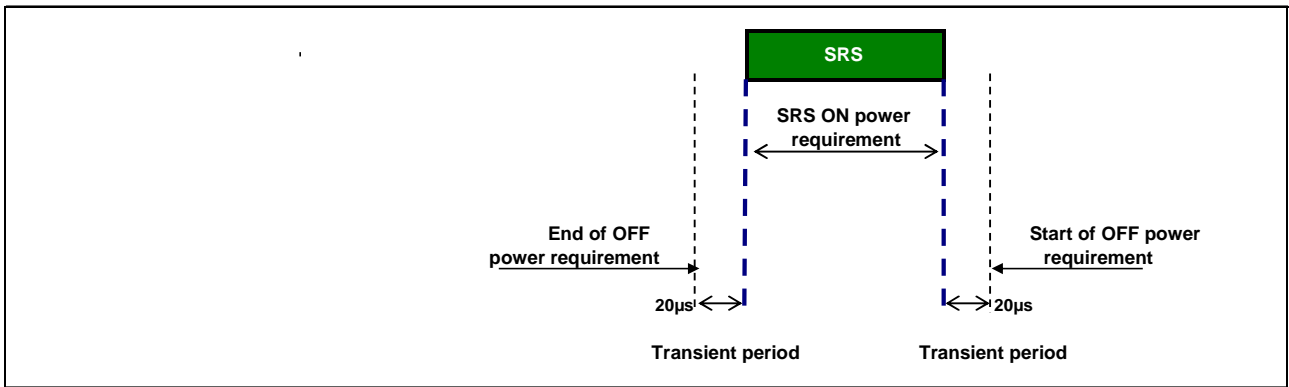 SRS
SRS ON power
requirement
End of OFF
power requirement
Start of OFF power
requirement
20µs
20µs
Transient period
Transient period